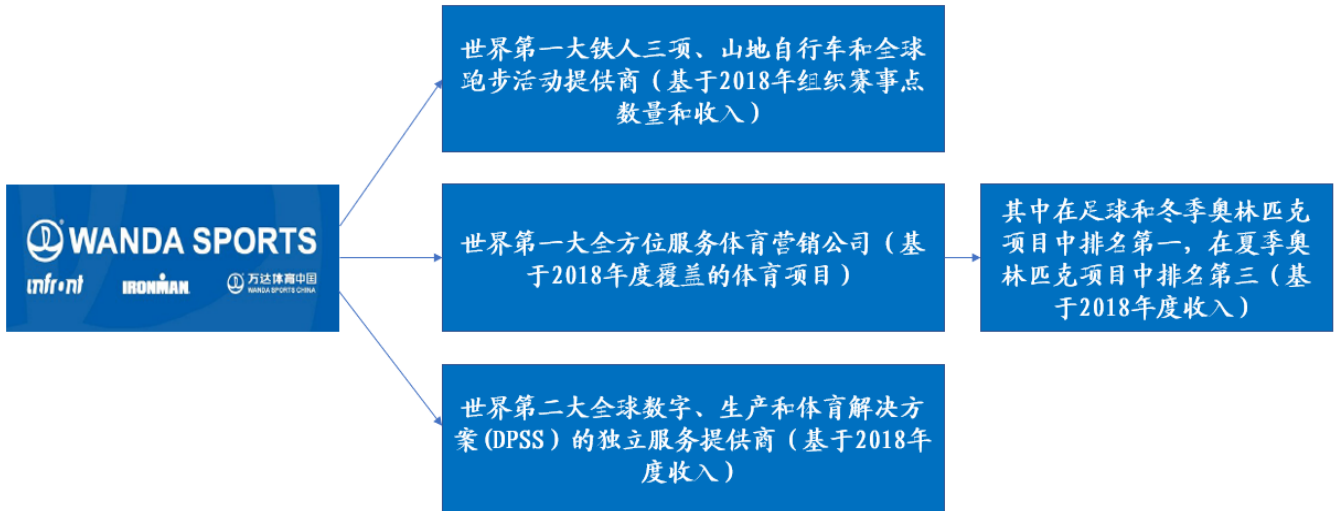 世界第一大铁人三项、山地自行车和全球
跑步活动提供商（基于2018年组织赛事点
数量和收入）
WANDA SPORTS
infront
IRONMAN
万达体育中国
WANDA SPORTS CHINA
世界第一大全方位服务体育营销公司（基
于2018年度覆盖的体育项目）
其中在足球和冬季奥林匹克
项目中排名第一，在夏季奥
林匹克项目中排名第三（基
于2018年度收入）
世界第二大全球数字、生产和体育解决方
案(DPSS）的独立服务提供商（基于2018年
度收入）